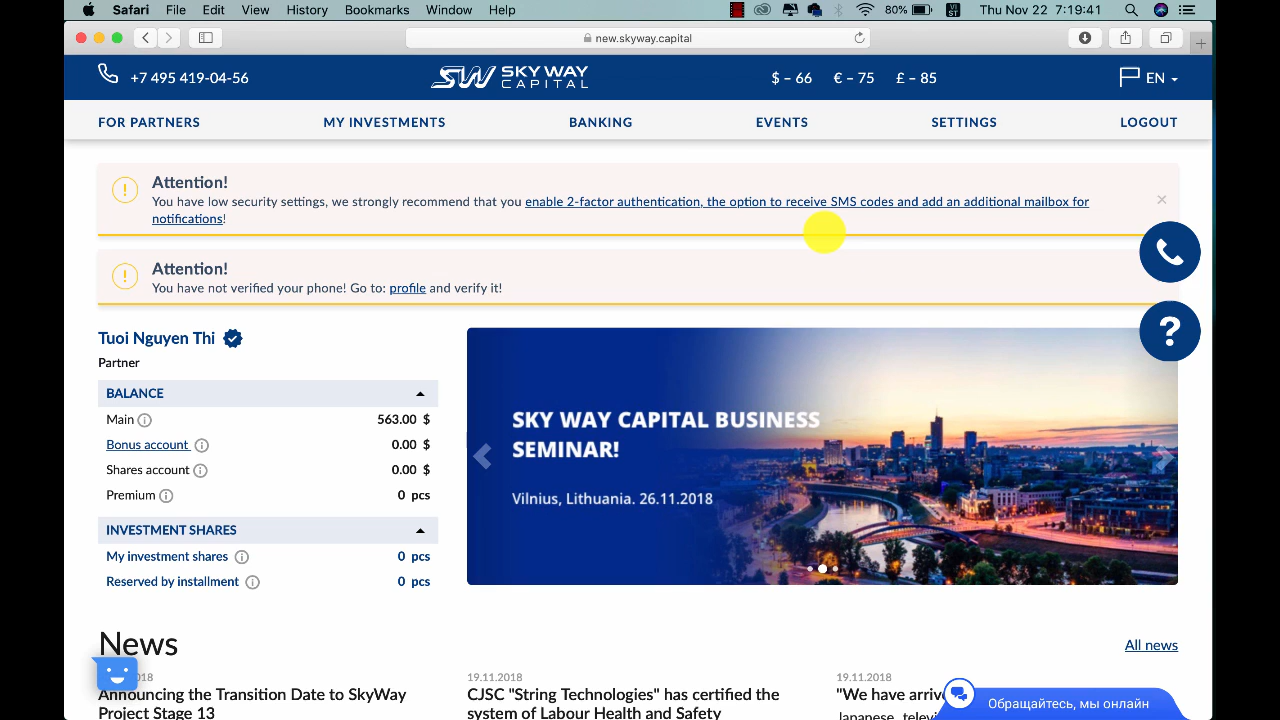 Safari File Edit View History Bookmarks Window Help 80% VI ST Thu Nov 22 7:19:41
new.skyway.capital
+7 495 419-04-56 SW SKY WAY CAPITAL $ – 66 € – 75 £ – 85 EN
FOR PARTNERS MY INVESTMENTS BANKING EVENTS SETTINGS LOGOUT
Attention!
You have low security settings, we strongly recommend that you enable 2-factor authentication, the option to receive SMS codes and add an additional mailbox for
notifications!
Attention!
You have not verified your phone! Go to: profile and verify it!
Tuoi Nguyen Thi
Partner
BALANCE
Main 563.00 $
Bonus account 0.00 $
Shares account 0.00 $
Premium 0 pcs
INVESTMENT SHARES
My investment shares 0 pcs
Reserved by installment 0 pcs
SKY WAY CAPITAL BUSINESS
SEMINAR!
Vilnius, Lithuania. 26.11.2018
News
All news
Announcing the Transition Date to SkyWay
Project Stage 13
19.11.2018
CJSC "String Technologies" has certified the
system of Labour Health and Safety
19.11.2018
"We have
Обращайтесь, мы онлайн